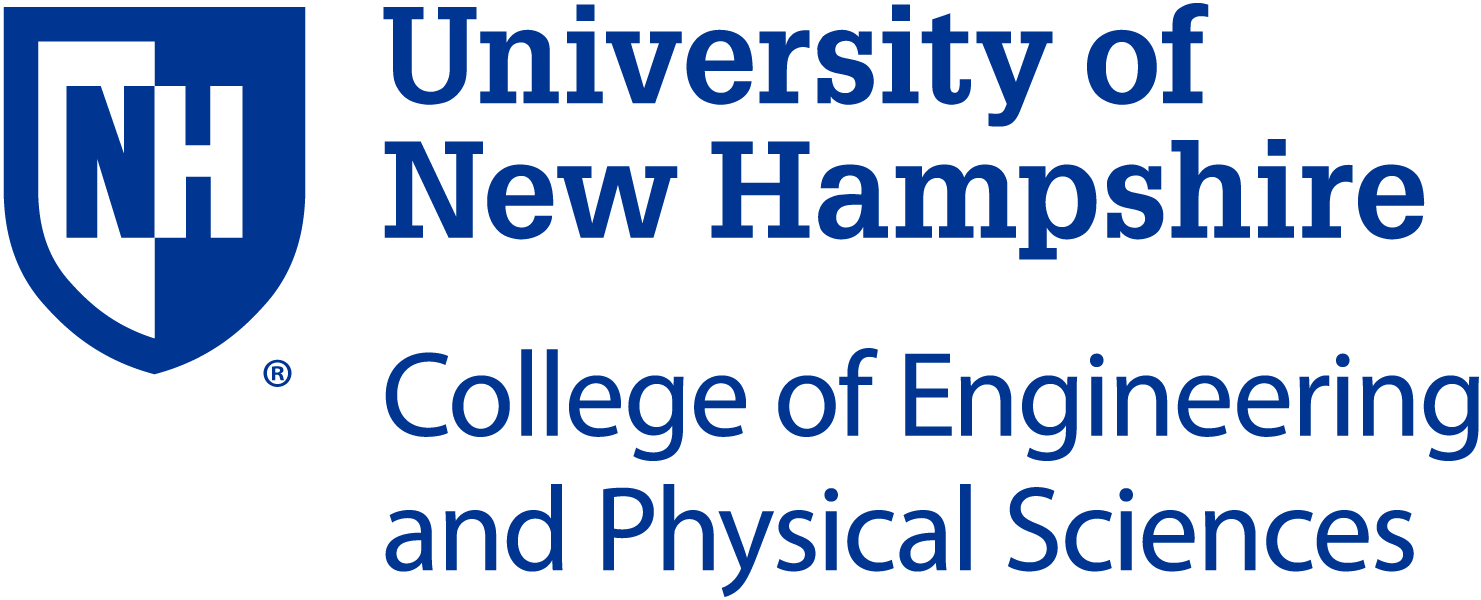 NH
®
University of
New Hampshire
College of Engineering
and Physical Sciences